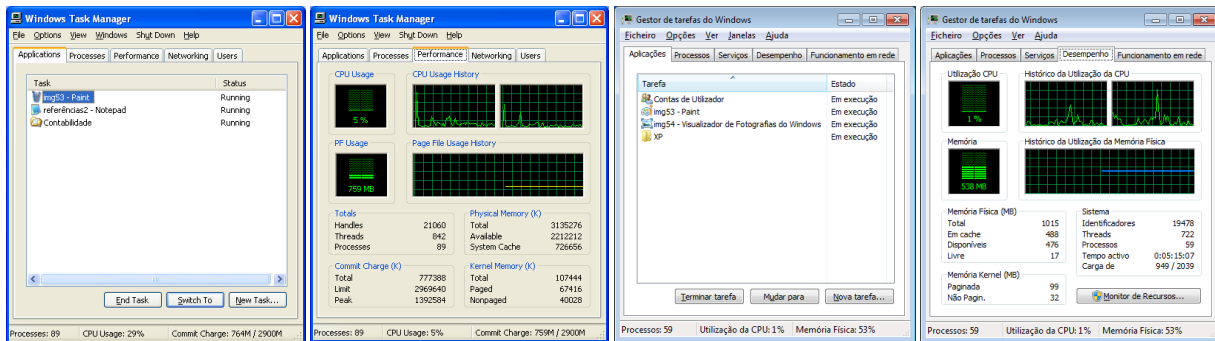 Windows Task Manager
File Options View Windows Shut Down Help
Applications Processes Performance Networking Users
Task Status
img53 - Paint Running
referências2 - Notepad Running
Contabilidade Running
End Task Switch To New Task...
Processes: 89 CPU Usage: 29% Commit Charge: 764M / 2900M
Windows Task Manager
File Options View Shut Down Help
Applications Processes Performance Networking Users
CPU Usage CPU Usage History
5 %
PF Usage Page File Usage History
759 MB
Totals Physical Memory (K)
Handles 21060 Total 3135276
Threads 842 Available 2212212
Processes 89 System Cache 726656
Commit Charge (K) Kernel Memory (K)
Total 777388 Total 107444
Limit 2969640 Paged 67416
Peak 1392584 Nonpaged 40028
Processes: 89 CPU Usage: 5% Commit Charge: 759M / 2900M
Gestor de tarefas do Windows
Ficheiro Opções Ver Janelas Ajuda
Aplicações Processos Serviços Desempenho Funcionamento em rede
Tarefa Estado
Contas de Utilizador Em execução
img53 - Paint Em execução
img54 - Visualizador de Fotografias do Windows Em execução
XP Em execução
Terminar tarefa Mudar para Nova tarefa...
Processos: 59 Utilização da CPU: 1% Memória Física: 53%
Gestor de tarefas do Windows
Ficheiro Opções Ver Ajuda
Aplicações Processos Serviços Desempenho Funcionamento em rede
Utilização CPU Histórico da Utilização da CPU
1 %
Memória Histórico da Utilização da Memória Física
538 MB
Memória Física (MB) Sistema
Total 1015 Identificadores 19478
Em cache 488 Threads 722
Disponíveis 476 Processos 59
Livre 17 Tempo activo 0:05:15:07
Carga de 949 / 2039
Memória Kernel (MB)
Paginada 99
Não Pagin. 32 Monitor de Recursos...
Processos: 59 Utilização da CPU: 1% Memória Física: 53%